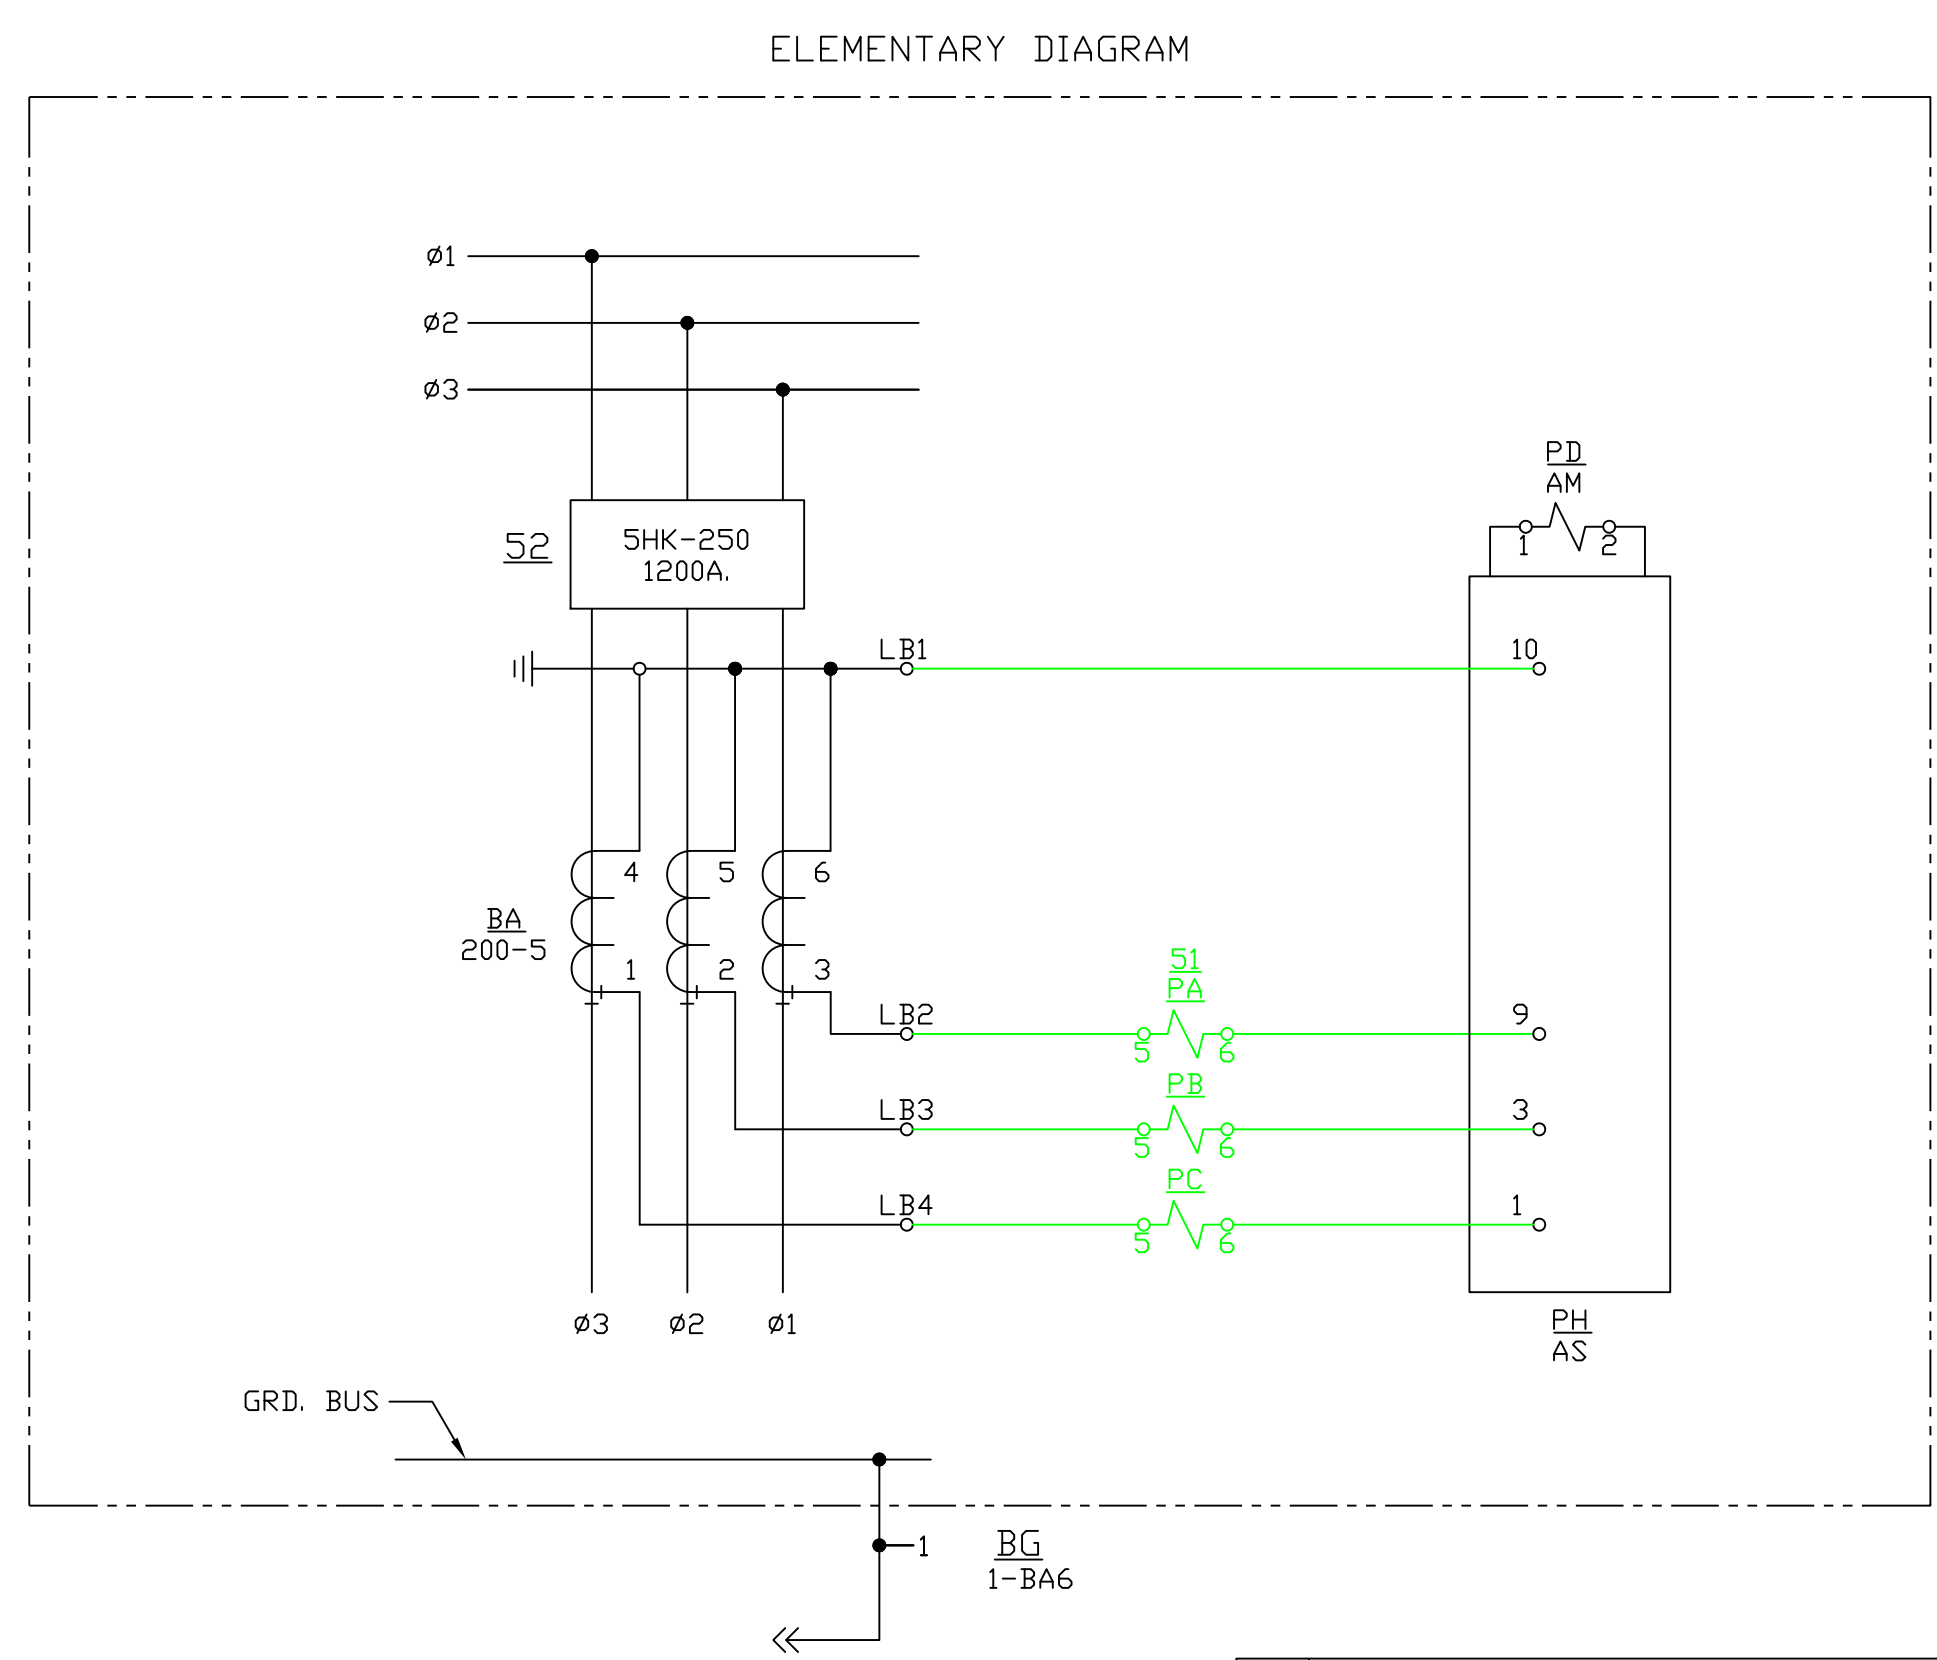 ELEMENTARY DIAGRAM
ø1
ø2
ø3
PD
AM
1 2
52
5HK-250
1200A.
LB1
10
4 5 6
BA
200-5
1 2 3
51
PA
LB2
9
5 6
PB
LB3
3
5 6
PC
LB4
1
5 6
ø3 ø2 ø1
PH
AS
GRD. BUS
1
BG
1-BA6